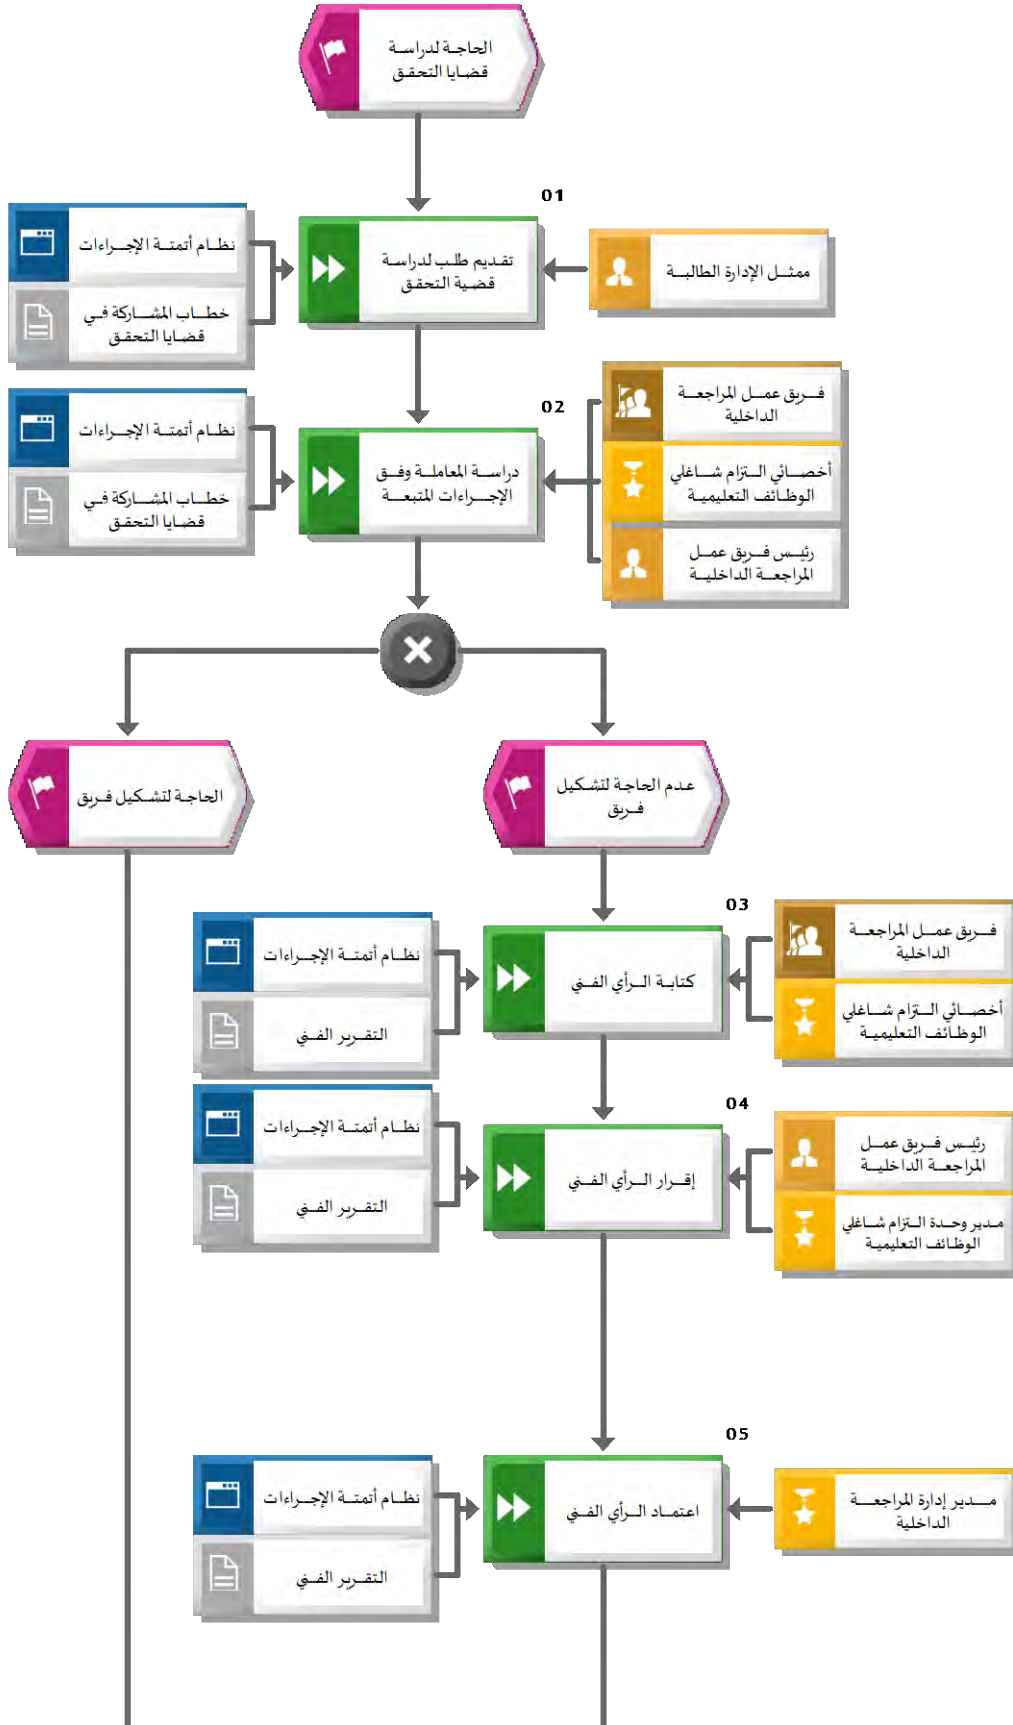 الحاجة لدراسة
قضايا التحقق
01
ممثل الإدارة الطالبة
تقديم طلب لدراسة
قضية التحقق
نظام أتمتة الإجراءات
خطاب المشاركة في
قضايا التحقق
02
فريق عمل المراجعة
الداخلية
أخصائي التزام شاغلي
الوظائف التعليمية
رئيس فريق عمل
المراجعة الداخلية
دراسة المعاملة وفق
الإجراءات المتبعة
نظام أتمتة الإجراءات
خطاب المشاركة في
قضايا التحقق
عدم الحاجة لتشكيل
فريق
الحاجة لتشكيل فريق
03
فريق عمل المراجعة
الداخلية
أخصائي التزام شاغلي
الوظائف التعليمية
كتابة الرأي الفني
نظام أتمتة الإجراءات
التقرير الفني
04
رئيس فريق عمل
المراجعة الداخلية
مدير وحدة التزام شاغلي
الوظائف التعليمية
إقرار الرأي الفني
نظام أتمتة الإجراءات
التقرير الفني
05
مدير إدارة المراجعة
الداخلية
اعتماد الرأي الفني
نظام أتمتة الإجراءات
التقرير الفني